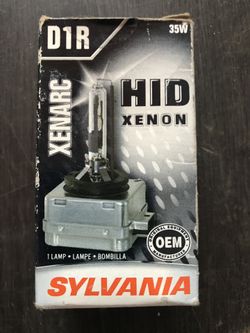 D1R
35W
XENARC
HID
XENON
OEM
1 LAMP • LAMPE • BOMBILLA
SYLVANIA